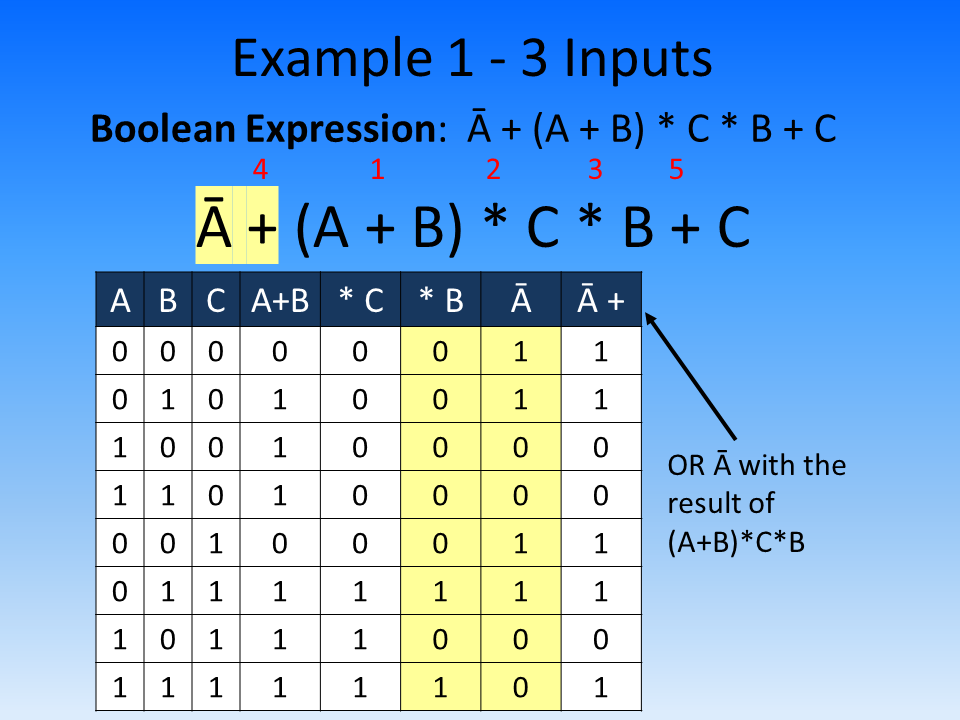 Example 1 - 3 Inputs
Boolean Expression: Ā + (A + B) * C * B + C
4 1 2 3 5
Ā + (A + B) * C * B + C
A B C A+B * C * B Ā Ā +
0 0 0 0 0 0 1 1
0 1 0 1 0 0 1 1
1 0 0 1 0 0 0 0
1 1 0 1 0 0 0 0
0 0 1 0 0 0 1 1
0 1 1 1 1 1 1 1
1 0 1 1 1 0 0 0
1 1 1 1 1 1 0 1
OR Ā with the
result of
(A+B)*C*B